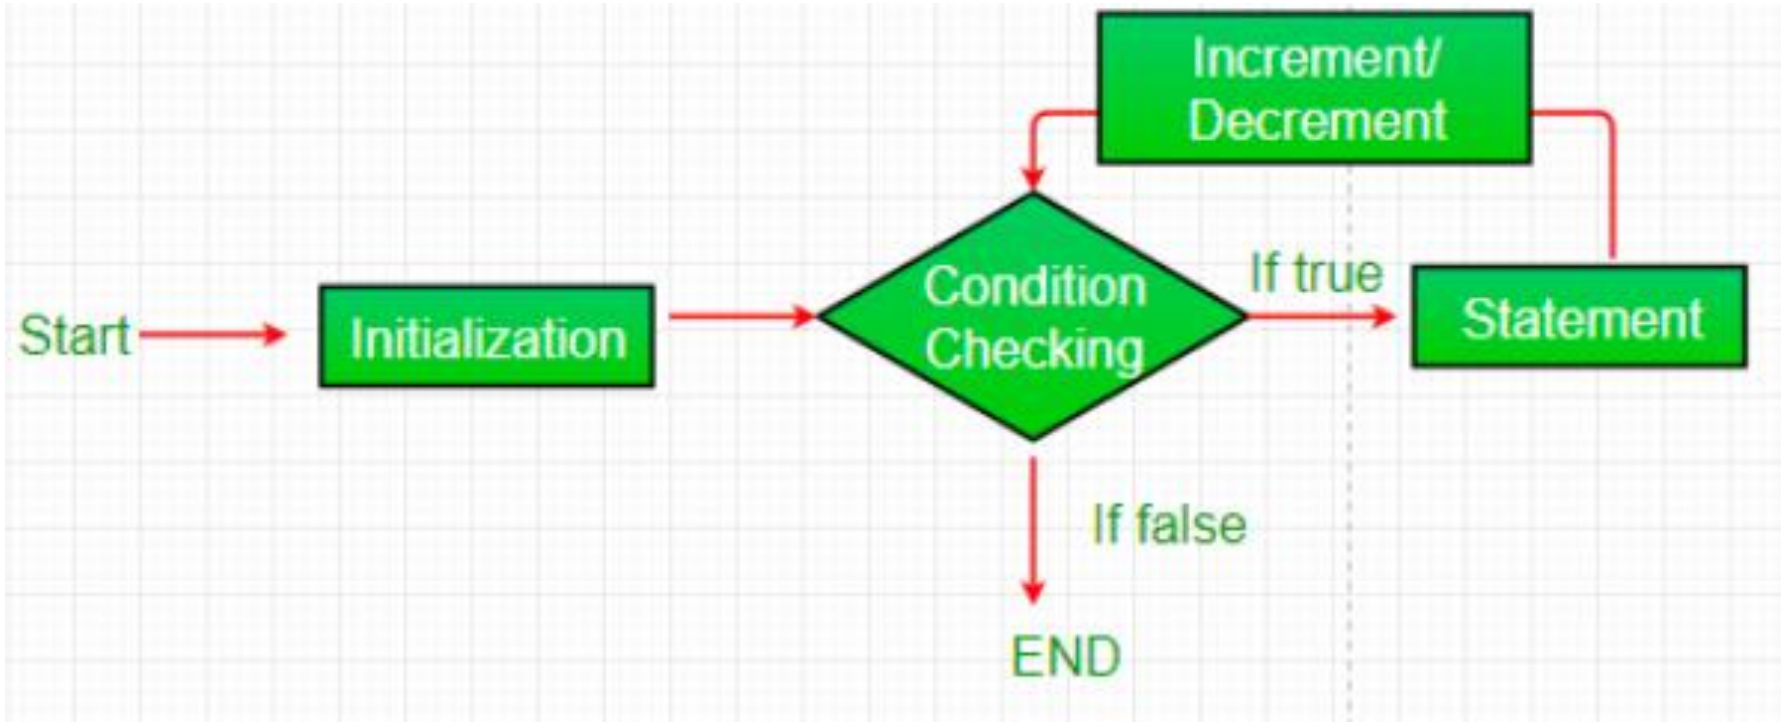 Increment/
Decrement
Start
Initialization
Condition
Checking
If true
Statement
If false
END